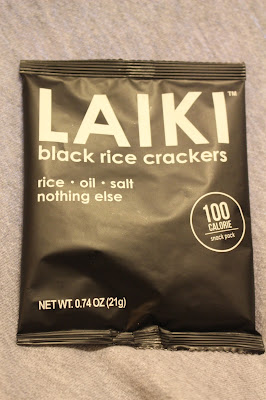 LAIKI™
black rice crackers
rice • oil • salt
nothing else
100
CALORIE
snack pack
NET WT. 0.74 OZ (21g)